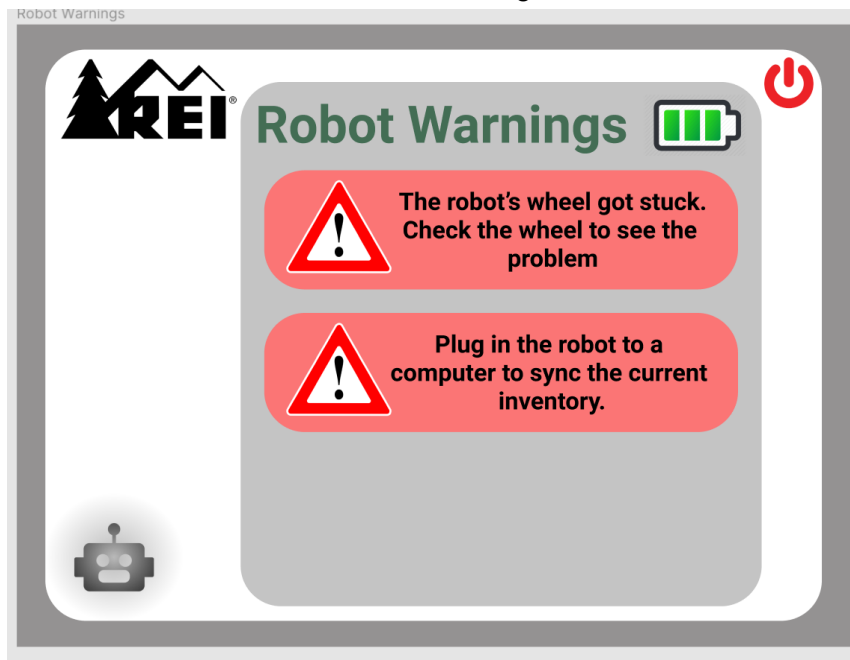 Robot Warnings
REI®
Robot Warnings
!
The robot's wheel got stuck.
Check the wheel to see the
problem
!
Plug in the robot to a
computer to sync the current
inventory.